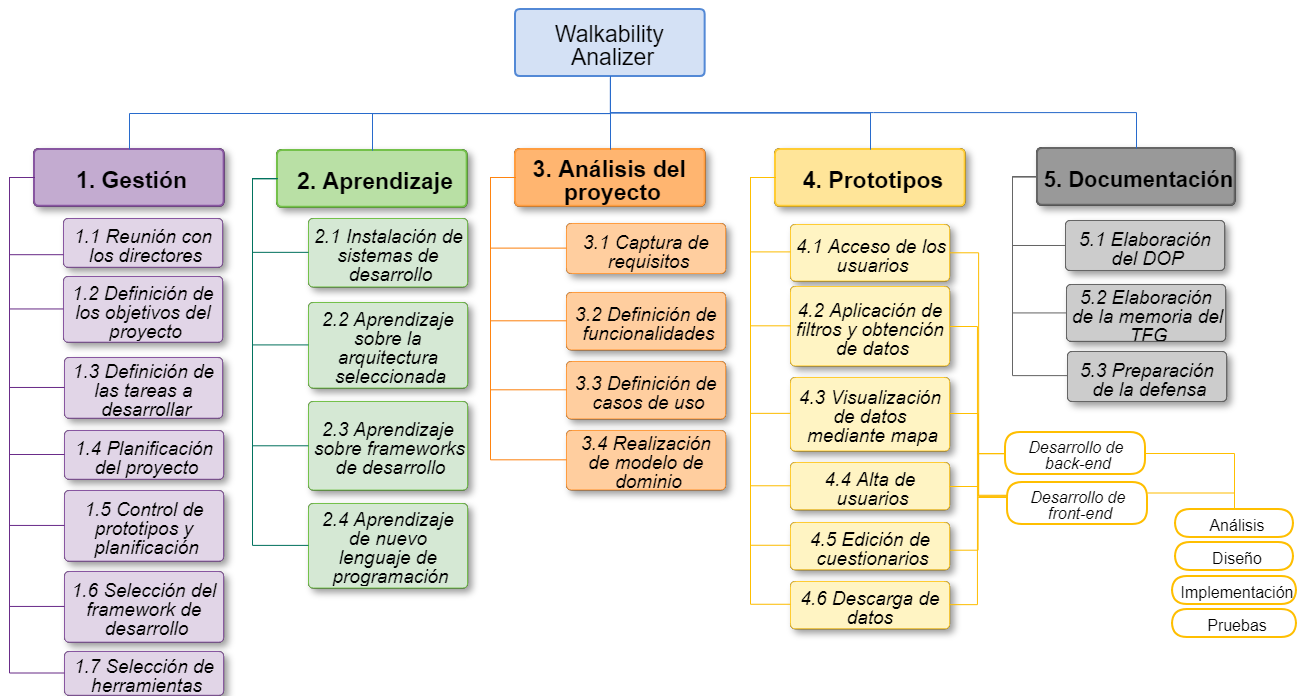 Walkability
Analizer
1. Gestión
1.1 Reunión con
los directores
1.2 Definición de
los objetivos del
proyecto
1.3 Definición de
las tareas a
desarrollar
1.4 Planificación
del proyecto
1.5 Control de
prototipos y
planificación
1.6 Selección del
framework de
desarrollo
1.7 Selección de
herramientas
2. Aprendizaje
2.1 Instalación de
sistemas de
desarrollo
2.2 Aprendizaje
sobre la
arquitectura
seleccionada
2.3 Aprendizaje
sobre frameworks
de desarrollo
2.4 Aprendizaje
de nuevo
lenguaje de
programación
3. Análisis del
proyecto
3.1 Captura de
requisitos
3.2 Definición de
funcionalidades
3.3 Definición de
casos de uso
3.4 Realización
de modelo de
dominio
4. Prototipos
4.1 Acceso de los
usuarios
4.2 Aplicación de
filtros y obtención
de datos
4.3 Visualización
de datos
mediante mapa
4.4 Alta de
usuarios
4.5 Edición de
cuestionarios
4.6 Descarga de
datos
Desarrollo de
back-end
Desarrollo de
front-end
Análisis
Diseño
Implementación
Pruebas
5. Documentación
5.1 Elaboración
del DOP
5.2 Elaboración
de la memoria del
TFG
5.3 Preparación
de la defensa